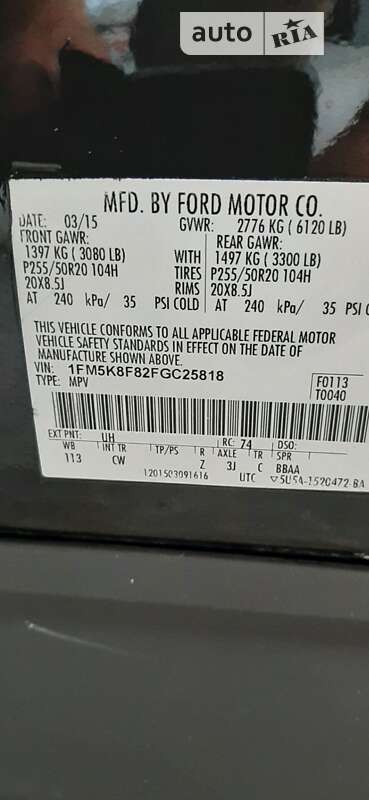 auto RIA
MFD. BY FORD MOTOR CO.
DATE: 03/15 GVWR: 2776 KG ( 6120 LB)
FRONT GAWR: REAR GAWR:
1397 KG ( 3080 LB) WITH 1497 KG ( 3300 LB)
P255/50R20 104H TIRES P255/50R20 104H
20X8.5J RIMS 20X8.5J
AT 240 kPa/ 35 PSI COLD AT 240 kPa/ 35 PSI COLD
THIS VEHICLE CONFORMS TO ALL APPLICABLE FEDERAL MOTOR
VEHICLE SAFETY STANDARDS IN EFFECT ON THE DATE OF
MANUFACTURE SHOWN ABOVE.
VIN: 1FM5K8F82FGC25818
TYPE: MPV
F0113
T0040
EXT PNT: UH RC: 74 DSO:
WB INT TR TP/PS R AXLE TR SPR
113 CW Z 3J C BBAA
1201503091616 UTC ▽5U5A-1520472-BA